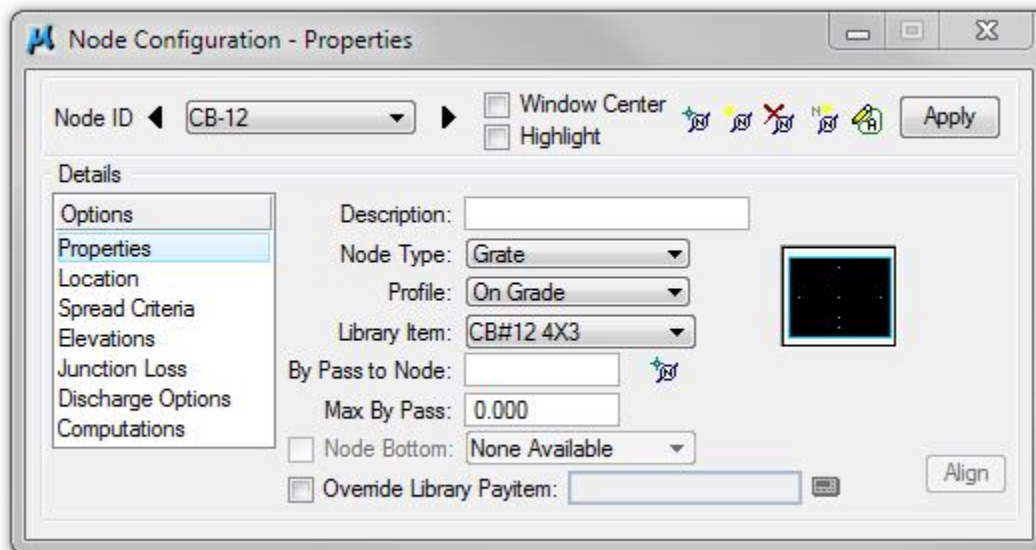 Node Configuration - Properties
Node ID CB-12 Window Center Apply
Highlight
Details
Options
Properties
Location
Spread Criteria
Elevations
Junction Loss
Discharge Options
Computations
Description:
Node Type: Grate
Profile: On Grade
Library Item: CB#12 4X3
By Pass to Node:
Max By Pass: 0.000
Node Bottom: None Available
Override Library Payitem:
Align